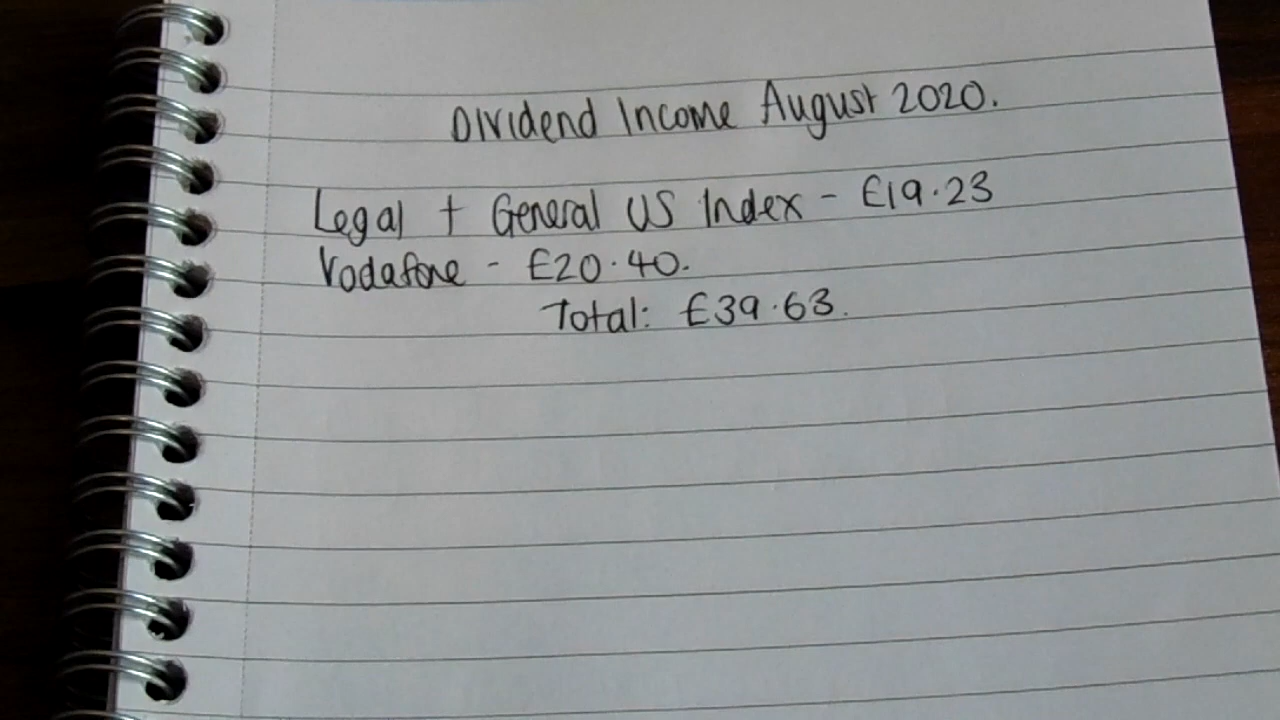 Dividend Income August 2020.
Legal + General US Index - £19.23
Vodafone - £20.40.
Total: £39.63.